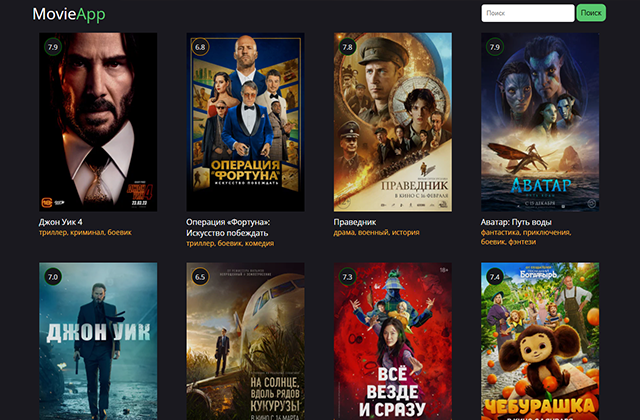 MovieApp
Поиск
Поиск
7.9
6.8
7.8
7.9
ОПЕРАЦИЯ
"ФОРТУНА"
ИСКУССТВО ПОБЕЖДАТЬ
ПРАВЕДНИК
В КИНО С 16 ФЕВРАЛЯ
АВАТАР
ПУТЬ ВОДЫ
С 15 ДЕКАБРЯ
23.03.23
Джон Уик 4
триллер, криминал, боевик
Операция «Фортуна»:
Искусство побеждать
триллер, боевик, комедия
Праведник
драма, военный, история
Аватар: Путь воды
фантастика, приключения,
боевик, фэнтези
7.0
6.5
7.3
7.4
18+
Богатырь
ДЖОН УИК
НА СОЛНЦЕ,
ВДОЛЬ РЯДОВ
КУКУРУЗЫ
В КИНО С 14 МАРТА
ВСЁ
ВЕЗДЕ
И СРАЗУ
ЧЕБУРАШКА